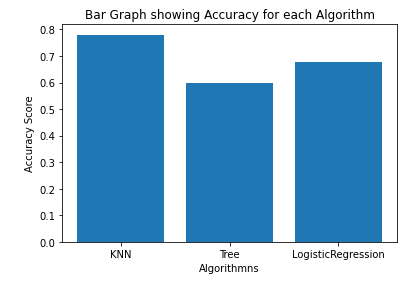 Bar Graph showing Accuracy for each Algorithm
0.8
0.7
0.6
0.5
0.4
0.3
0.2
0.1
0.0
Accuracy Score
KNN Tree LogisticRegression
Algorithmns